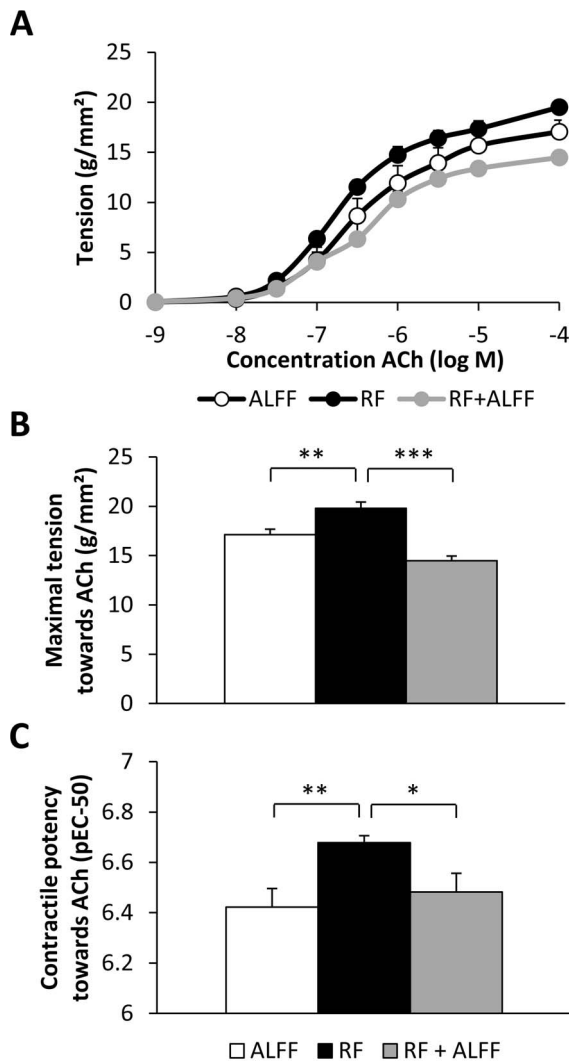 A
Tension (g/mm²)
25
20
15
10
5
0
-9 -8 -7 -6 -5 -4
Concentration ACh (log M)
ALFF RF RF+ALFF
B
Maximal tension
towards ACh (g/mm²)
25
20
15
10
5
0
** ***
C
Contractile potency
towards ACh (pEC-50)
7
6.8
6.6
6.4
6.2
6
** *
ALFF RF RF + ALFF